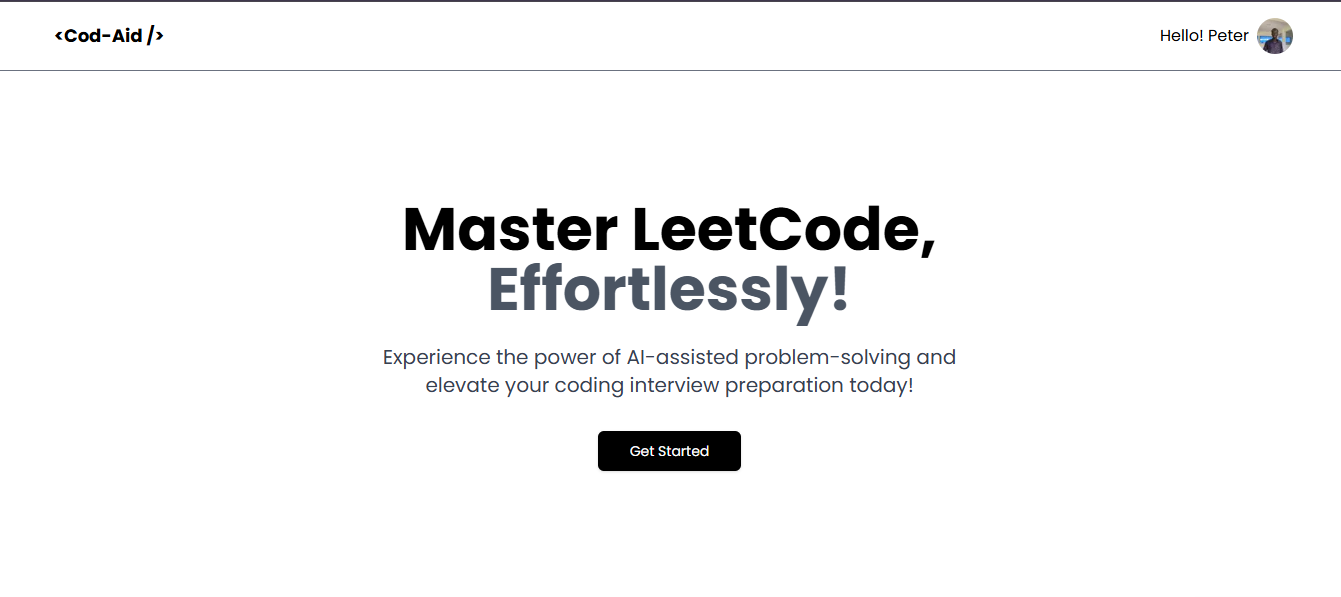 <Cod-Aid />
Hello! Peter
Master LeetCode,
Effortlessly!
Experience the power of AI-assisted problem-solving and
elevate your coding interview preparation today!
Get Started